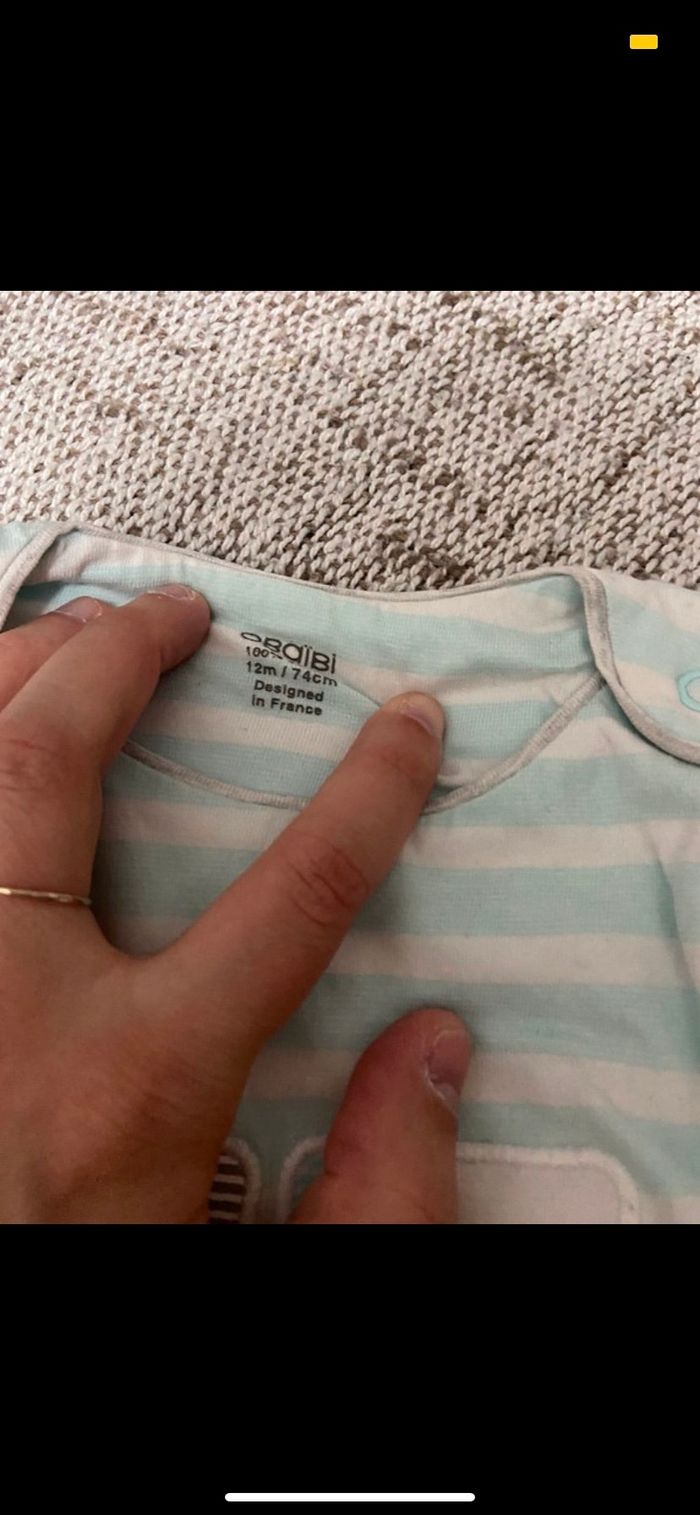 OBAÏBI
100%
12m / 74cm
Designed
in France